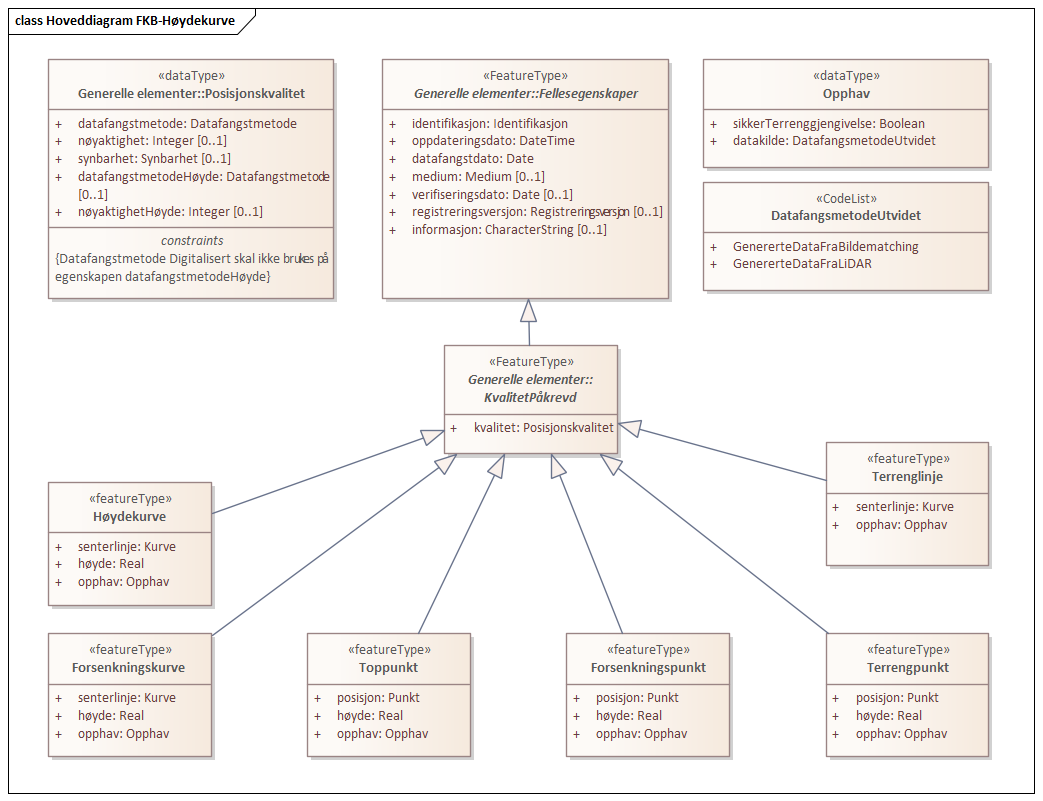 class Hoveddiagram FKB-Høydekurve
«dataType»
Generelle elementer::Posisjonskvalitet
+ datafangstmetode: Datafangstmetode
+ nøyaktighet: Integer [0..1]
+ synbarhet: Synbarhet [0..1]
+ datafangstmetodeHøyde: Datafangstmetode
[0..1]
+ nøyaktighetHøyde: Integer [0..1]
constraints
{Datafangstmetode Digitalisert skal ikke brukes på
egenskapen datafangstmetodeHøyde}
«FeatureType»
Generelle elementer::Fellesegenskaper
+ identifikasjon: Identifikasjon
+ oppdateringsdato: DateTime
+ datafangstdato: Date
+ medium: Medium [0..1]
+ verifiseringsdato: Date [0..1]
+ registreringsversjon: Registreringsversjon [0..1]
+ informasjon: CharacterString [0..1]
«dataType»
Opphav
+ sikkerTerrenggjengivelse: Boolean
+ datakilde: DatafangsmetodeUtvidet
«CodeList»
DatafangsmetodeUtvidet
+ GenererteDataFraBildematching
+ GenererteDataFraLiDAR
«FeatureType»
Generelle elementer::
KvalitetPåkrevd
+ kvalitet: Posisjonskvalitet
«featureType»
Terrenglinje
+ senterlinje: Kurve
+ opphav: Opphav
«featureType»
Høydekurve
+ senterlinje: Kurve
+ høyde: Real
+ opphav: Opphav
«featureType»
Forsenkningskurve
+ senterlinje: Kurve
+ høyde: Real
+ opphav: Opphav
«featureType»
Toppunkt
+ posisjon: Punkt
+ høyde: Real
+ opphav: Opphav
«featureType»
Forsenkningspunkt
+ posisjon: Punkt
+ høyde: Real
+ opphav: Opphav
«featureType»
Terrengpunkt
+ posisjon: Punkt
+ høyde: Real
+ opphav: Opphav